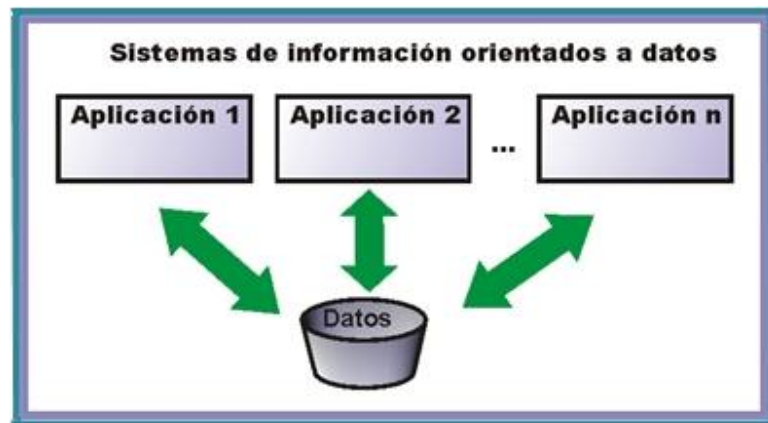 Sistemas de información orientados a datos
Aplicación 1
Aplicación 2
...
Aplicación n
Datos